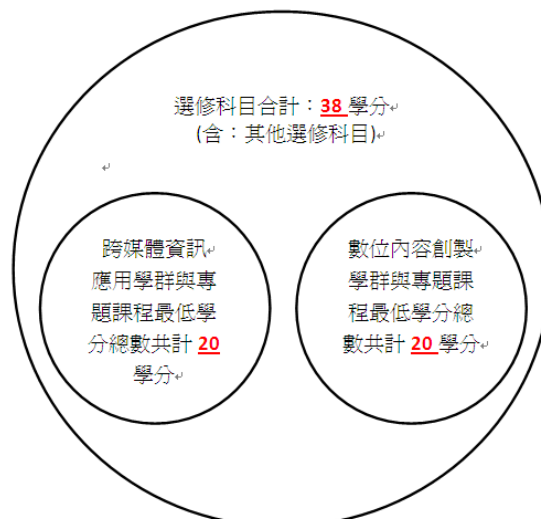 選修科目合計：38 學分↵
(含：其他選修科目)↵
↵
跨媒體資訊↵
應用學群與專
題課程最低學
分總數共計 20
學分↵
數位內容創製↵
學群與專題課
程最低學分總
數共計 20 學分↵